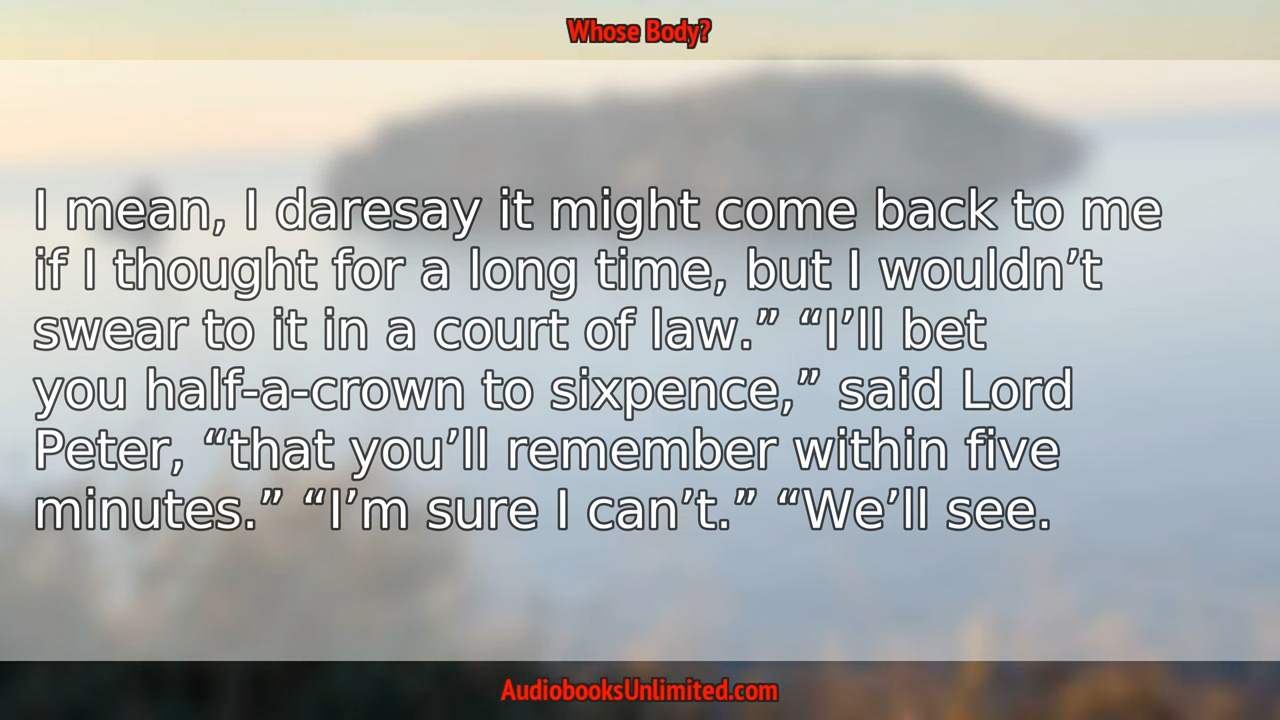 Whose Body?
I mean, I daresay it might come back to me
if I thought for a long time, but I wouldn’t
swear to it in a court of law.” “I’ll bet
you half-a-crown to sixpence,” said Lord
Peter, “that you’ll remember within five
minutes.” “I’m sure I can’t.” “We’ll see.
AudiobooksUnlimited.com